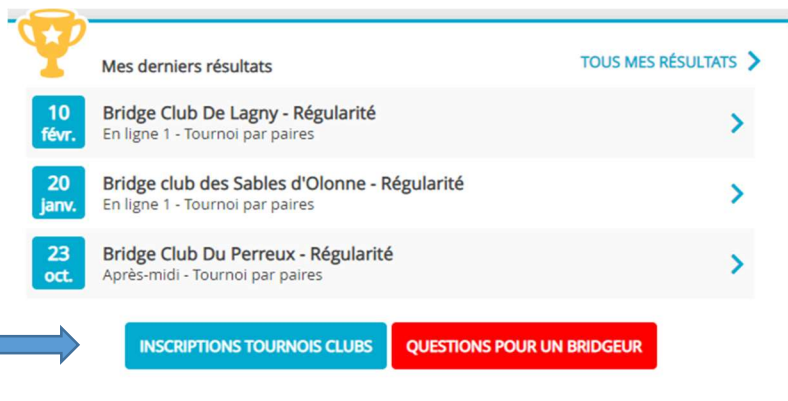 Mes derniers résultats
TOUS MES RÉSULTATS
10
févr.
Bridge Club De Lagny - Régularité
En ligne 1 - Tournoi par paires
20
janv.
Bridge club des Sables d'Olonne - Régularité
En ligne 1 - Tournoi par paires
23
oct.
Bridge Club Du Perreux - Régularité
Après-midi - Tournoi par paires
INSCRIPTIONS TOURNOIS CLUBS
QUESTIONS POUR UN BRIDGEUR